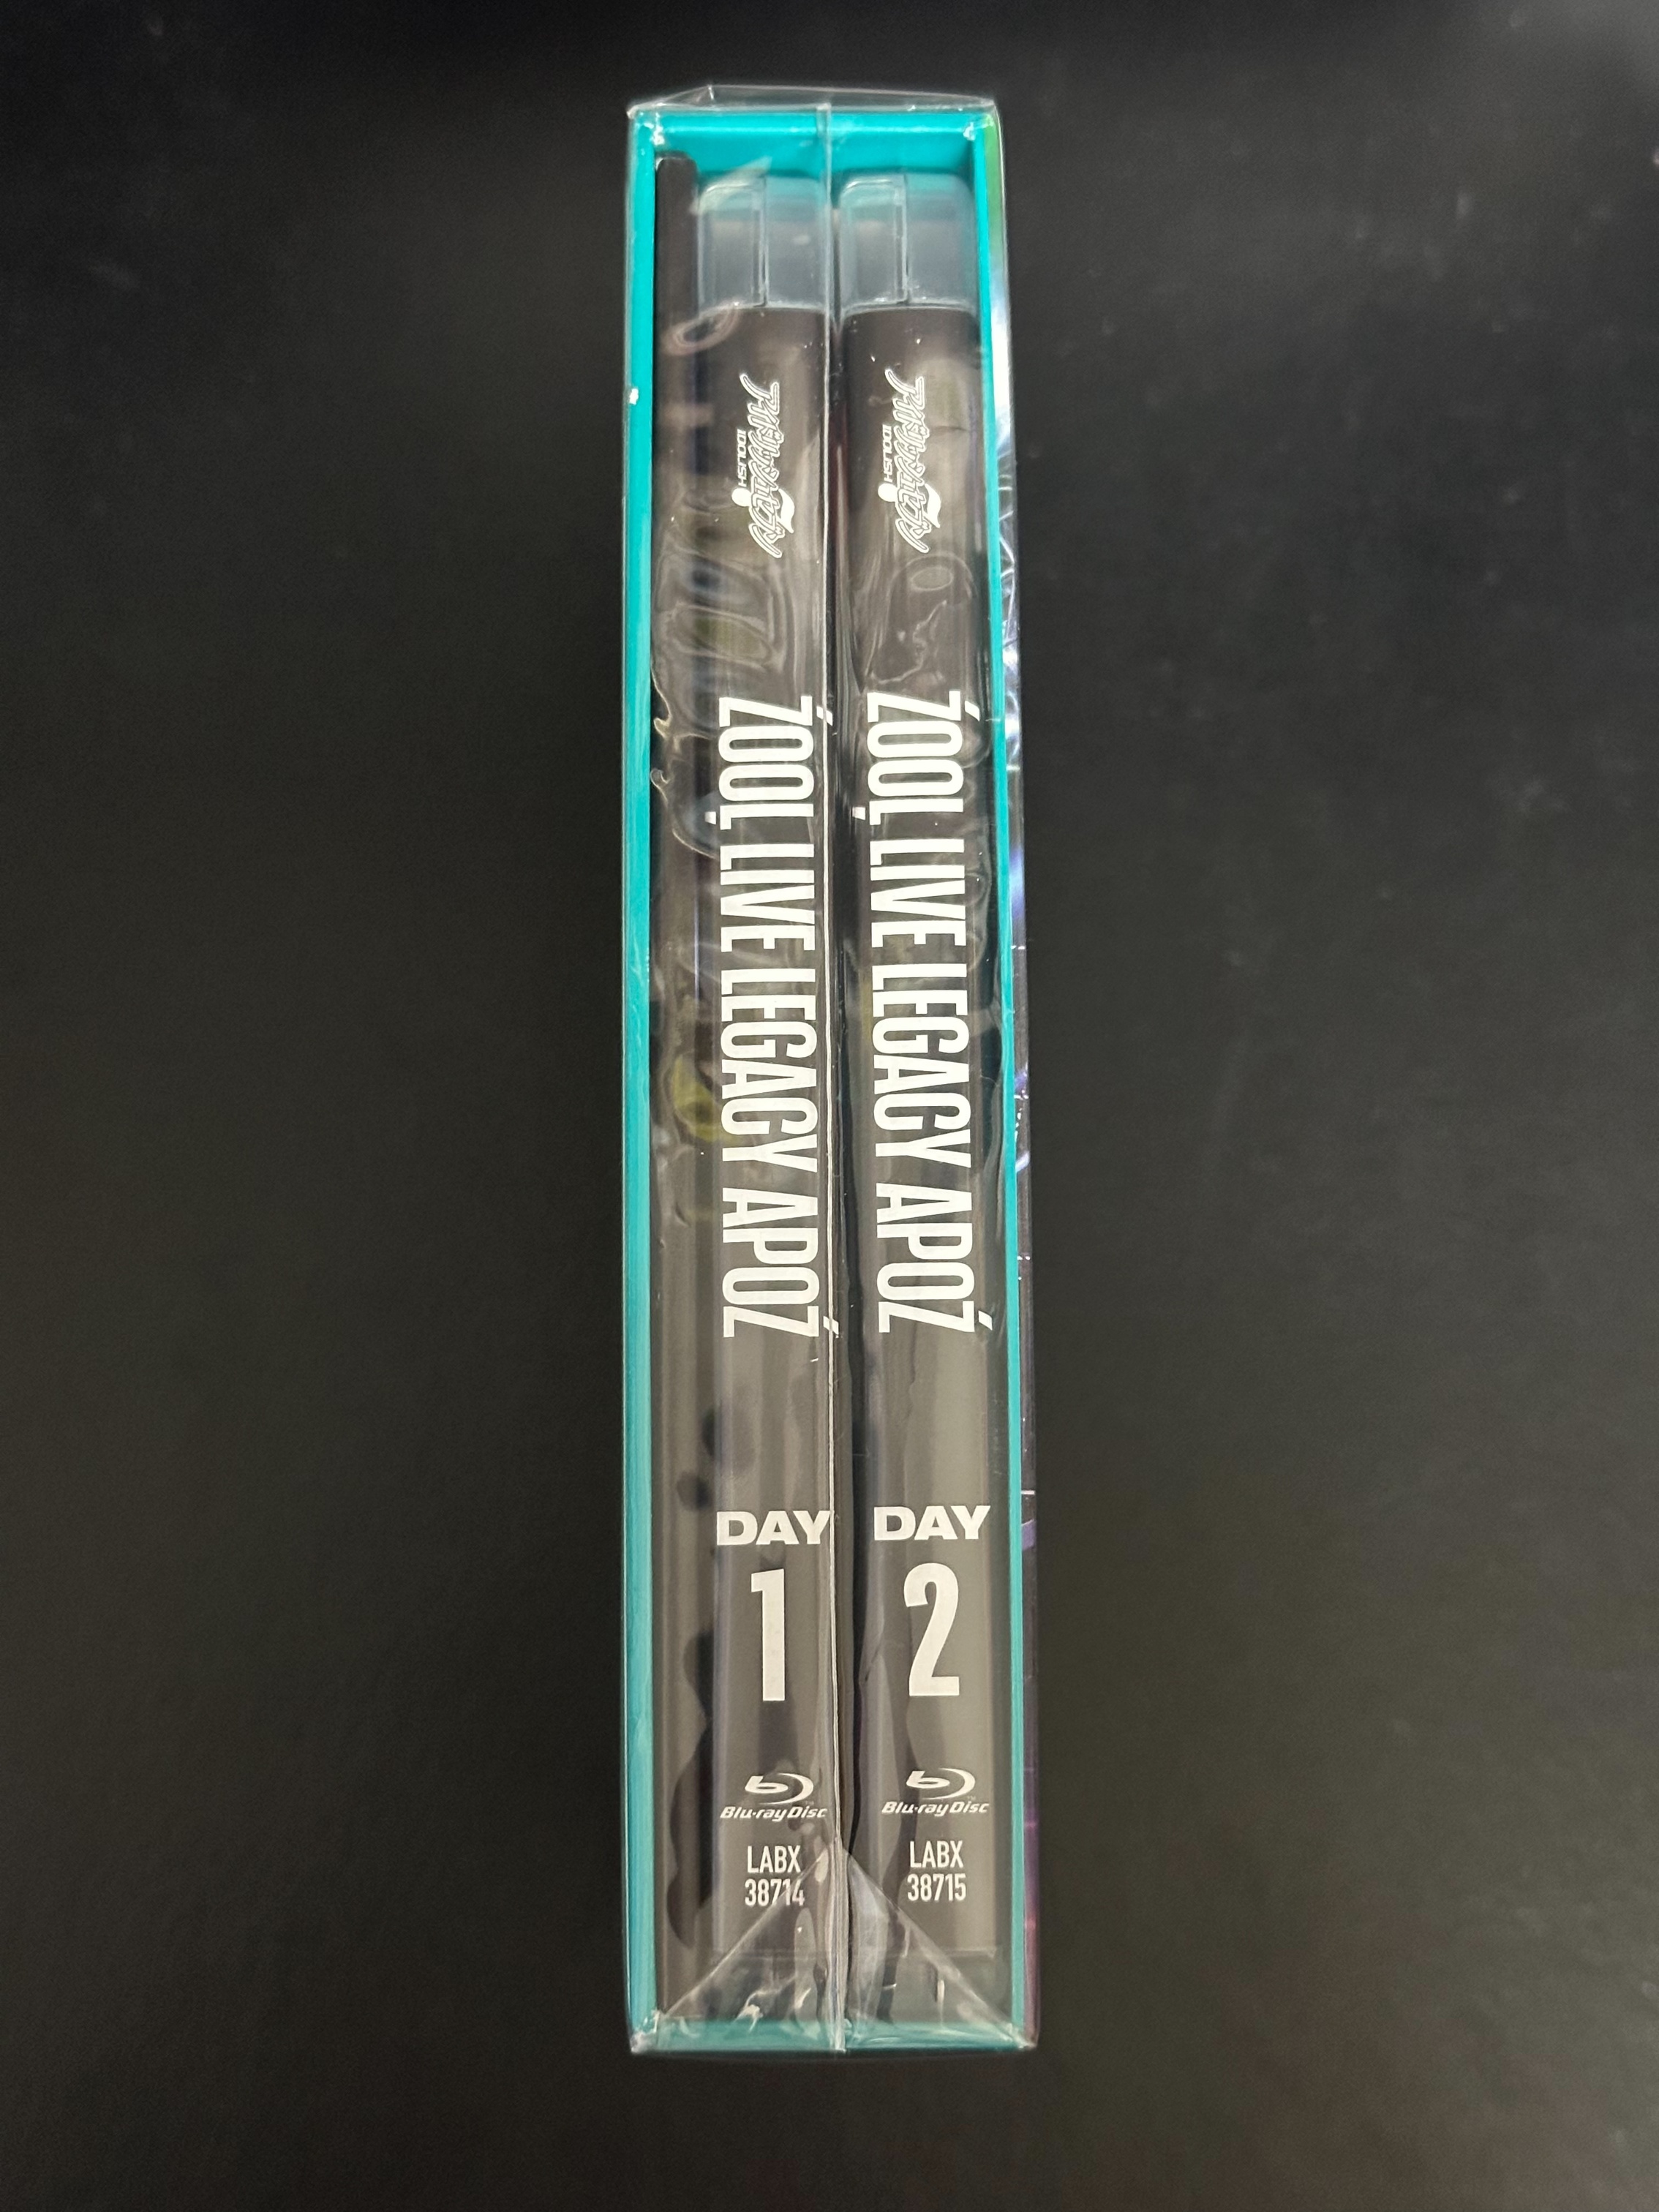 アイドリッシュセブン
IDOLiSH
ŹOOĻ LIVE LEGACY APOŹ
DAY
1
Blu-ray Disc
LABX
38714
アイドリッシュセブン
IDOLiSH
ŹOOĻ LIVE LEGACY APOŹ
DAY
2
Blu-ray Disc
LABX
38715